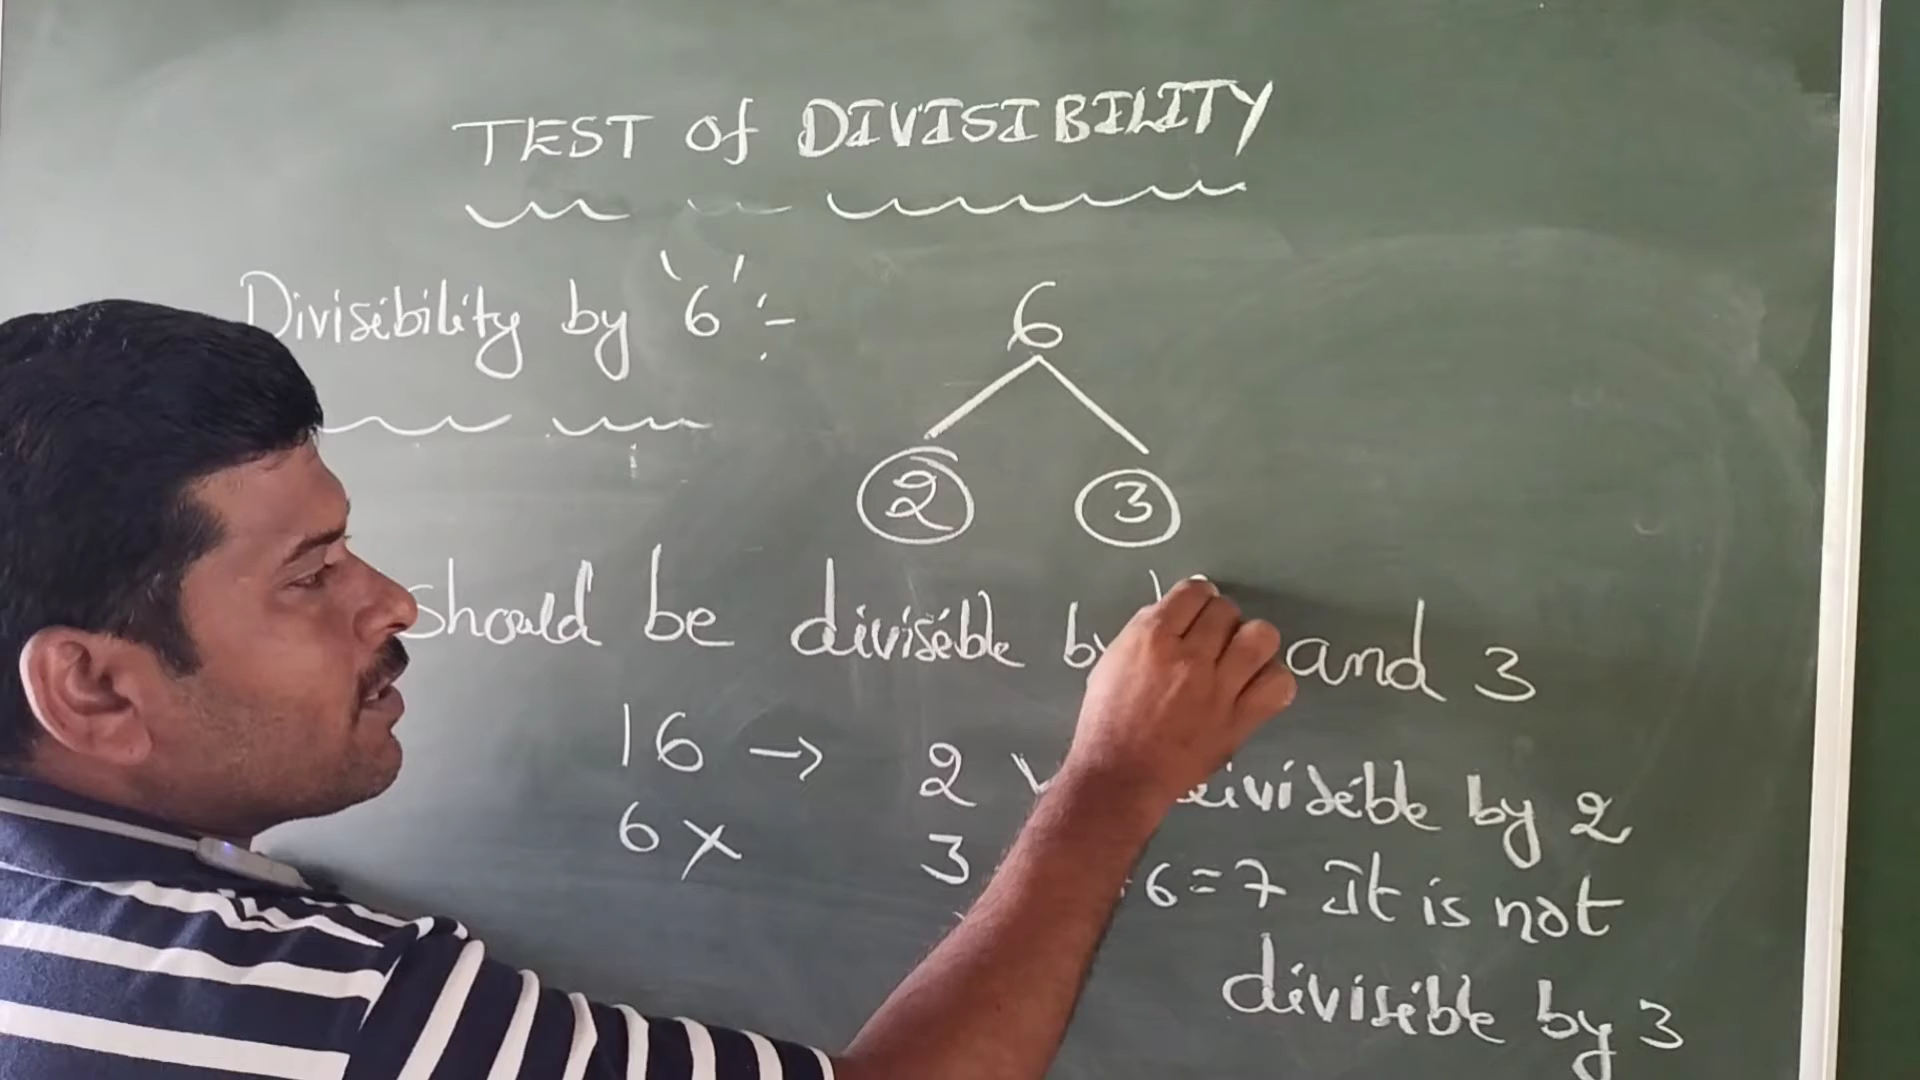 TEST of DIVISIBILITY
Divisibility by '6' :-
6
2 3
should be divisible by and 3
16 → 2 divisible by 2
6 x 3 6 = 7 It is not
divisible by 3